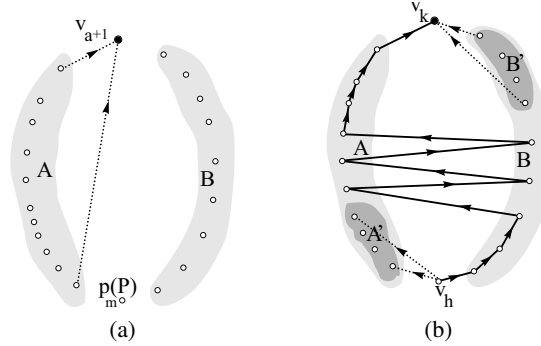 v_{a+1}
A
B
p_m(P)
(a)
v_k
B'
A
B
A'
v_h
(b)